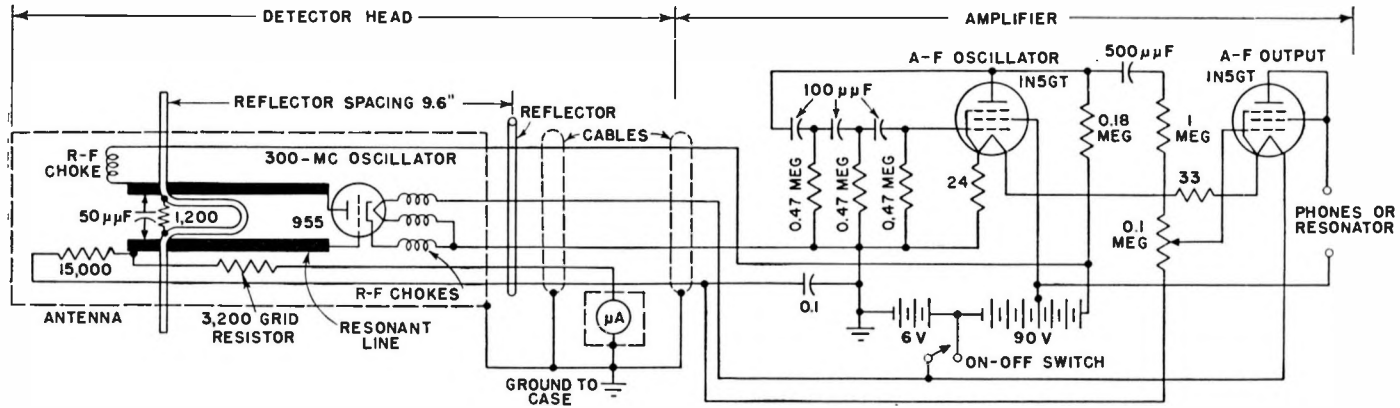 DETECTOR HEAD
AMPLIFIER
A-F OSCILLATOR
1N5GT
500µµF
A-F OUTPUT
1N5GT
REFLECTOR SPACING 9.6"
REFLECTOR
CABLES
100µµF
0.18
MEG
1
MEG
R-F
CHOKE
300-MC OSCILLATOR
50µµF
1,200
955
0.47 MEG
0.47 MEG
0.47 MEG
24
33
0.1
MEG
PHONES OR
RESONATOR
15,000
R-F CHOKES
0.1
ANTENNA
3,200 GRID
RESISTOR
RESONANT
LINE
µA
6V
90V
ON-OFF SWITCH
GROUND TO
CASE